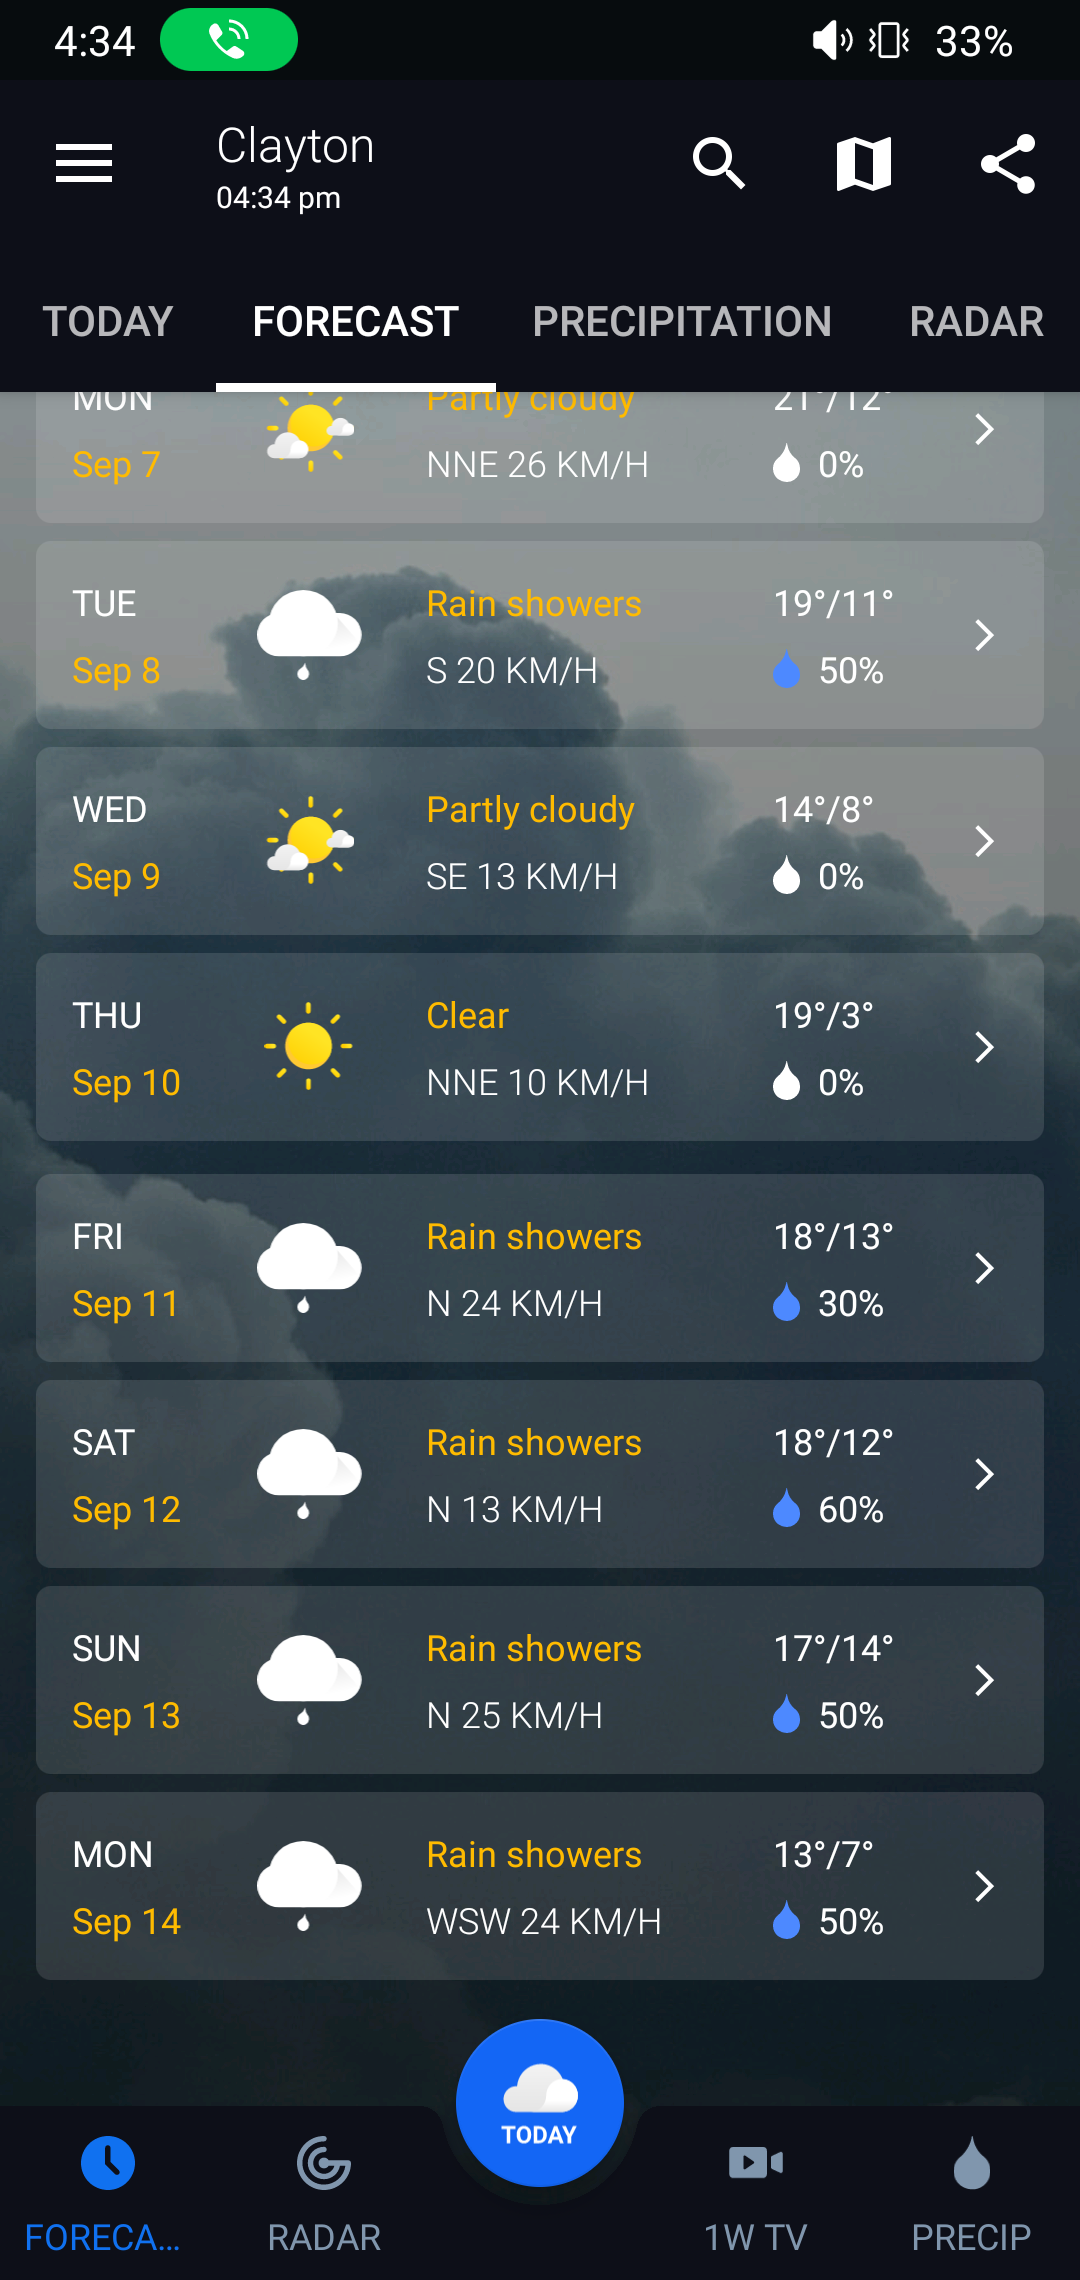 4:34 33%
Clayton
04:34 pm
TODAY FORECAST PRECIPITATION RADAR
MON Partly cloudy 21°/12°
Sep 7 NNE 26 KM/H 0%
TUE Rain showers 19°/11°
Sep 8 S 20 KM/H 50%
WED Partly cloudy 14°/8°
Sep 9 SE 13 KM/H 0%
THU Clear 19°/3°
Sep 10 NNE 10 KM/H 0%
FRI Rain showers 18°/13°
Sep 11 N 24 KM/H 30%
SAT Rain showers 18°/12°
Sep 12 N 13 KM/H 60%
SUN Rain showers 17°/14°
Sep 13 N 25 KM/H 50%
MON Rain showers 13°/7°
Sep 14 WSW 24 KM/H 50%
TODAY
FORECA... RADAR 1W TV PRECIP